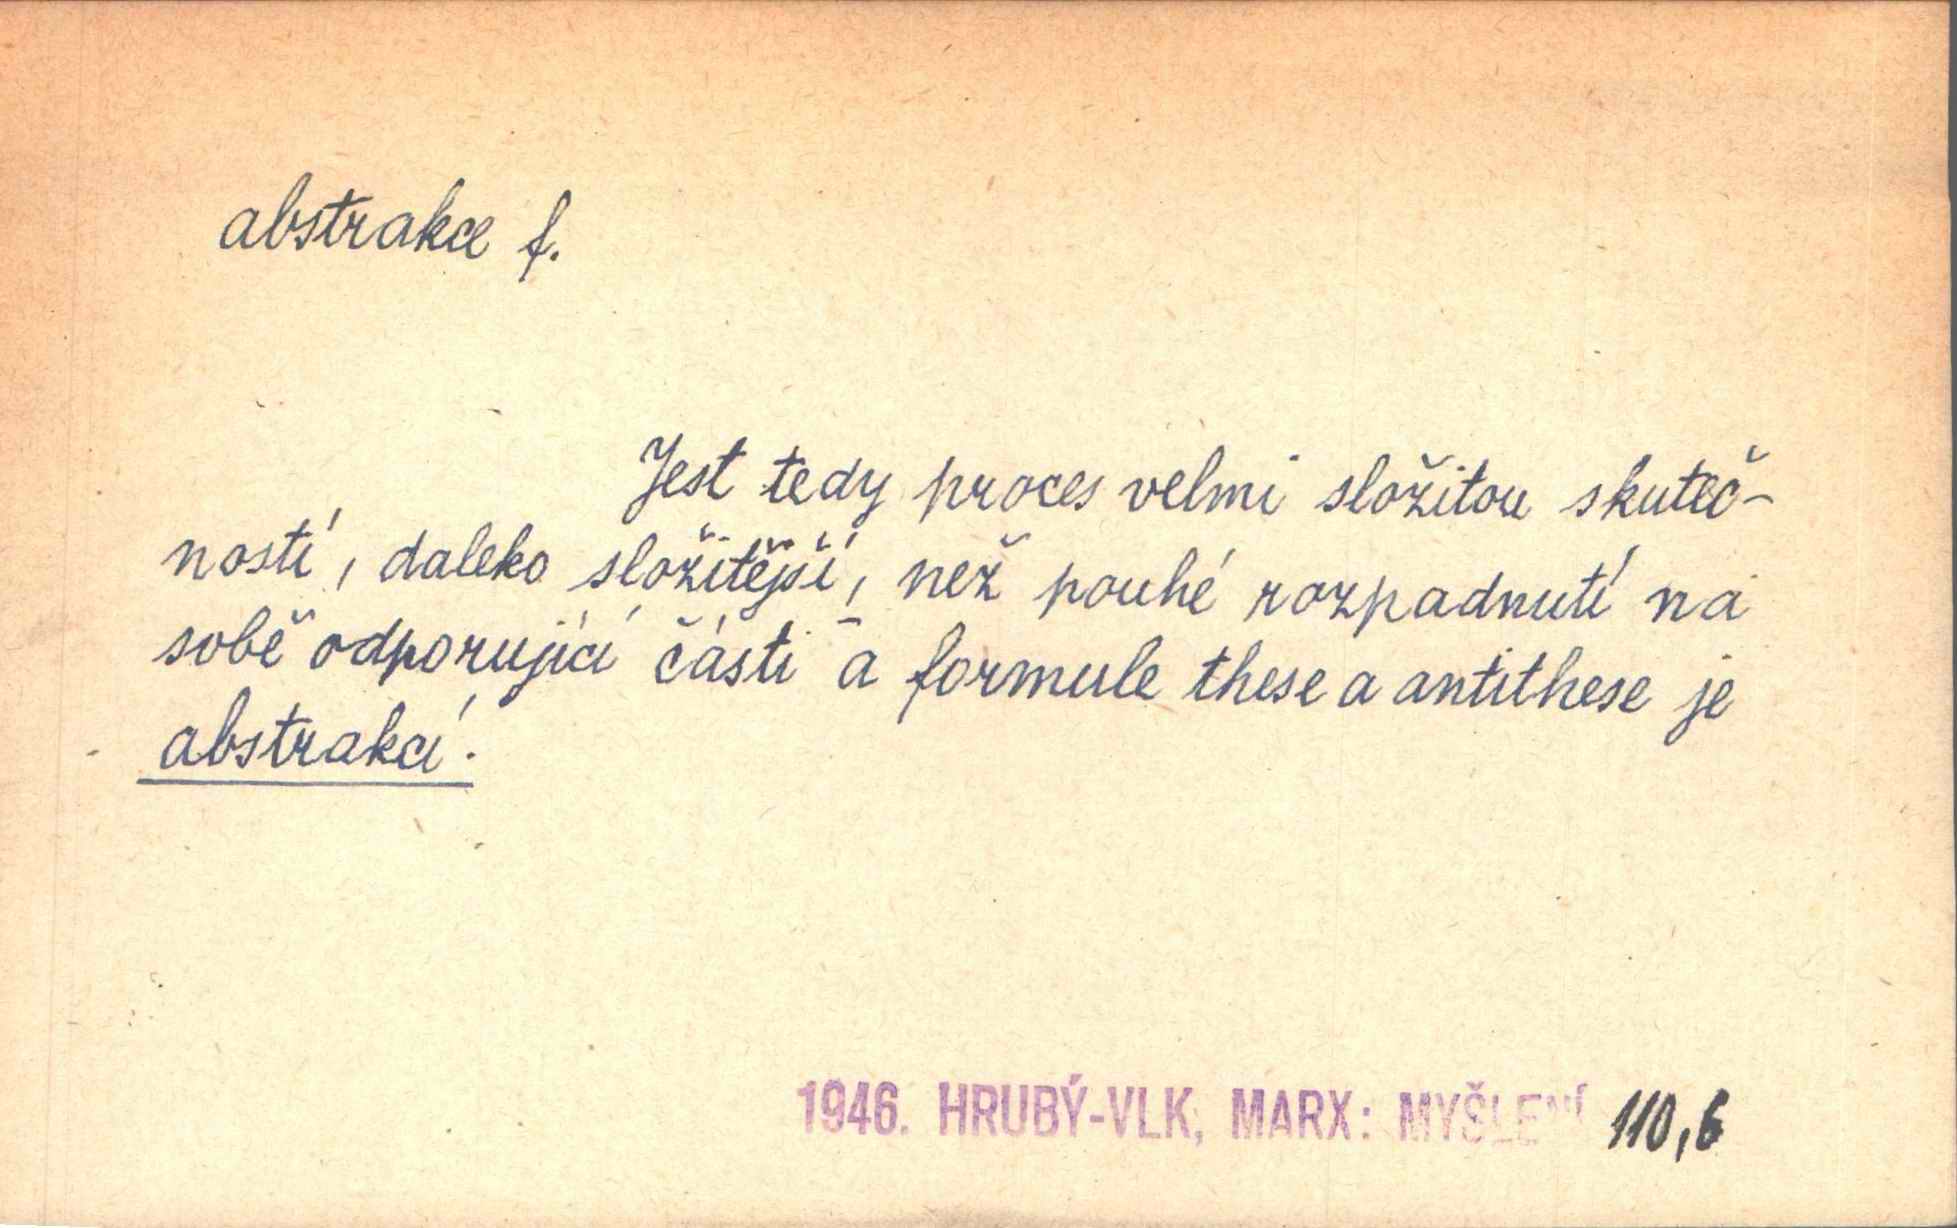 abstrakce f.
Jest tedy proces velmi složitou skuteč-
ností, daleko složitější, než pouhé rozpadnutí na
sobě odporující části a formule these a antithese je
abstrakcí.
1946. HRUBÝ-VLK, MARX: MYŠLENÍ 110,6